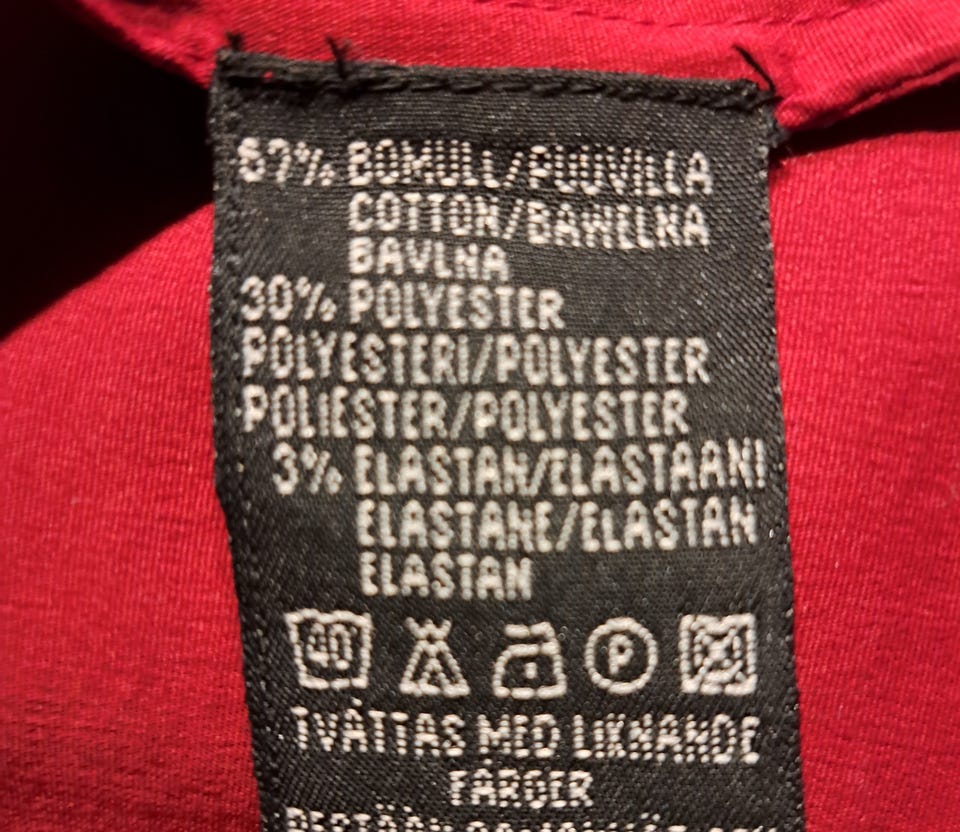 67% BOMULL/PUUVILLA
COTTON/BAWELNA
BAVLNA
30% POLYESTER
POLYESTERI/POLYESTER
POLIESTER/POLYESTER
3% ELASTAN/ELASTAANI
ELASTANE/ELASTAN
ELASTAN
40 P
TVÄTTAS MED LIKNANDE
FÄRGER